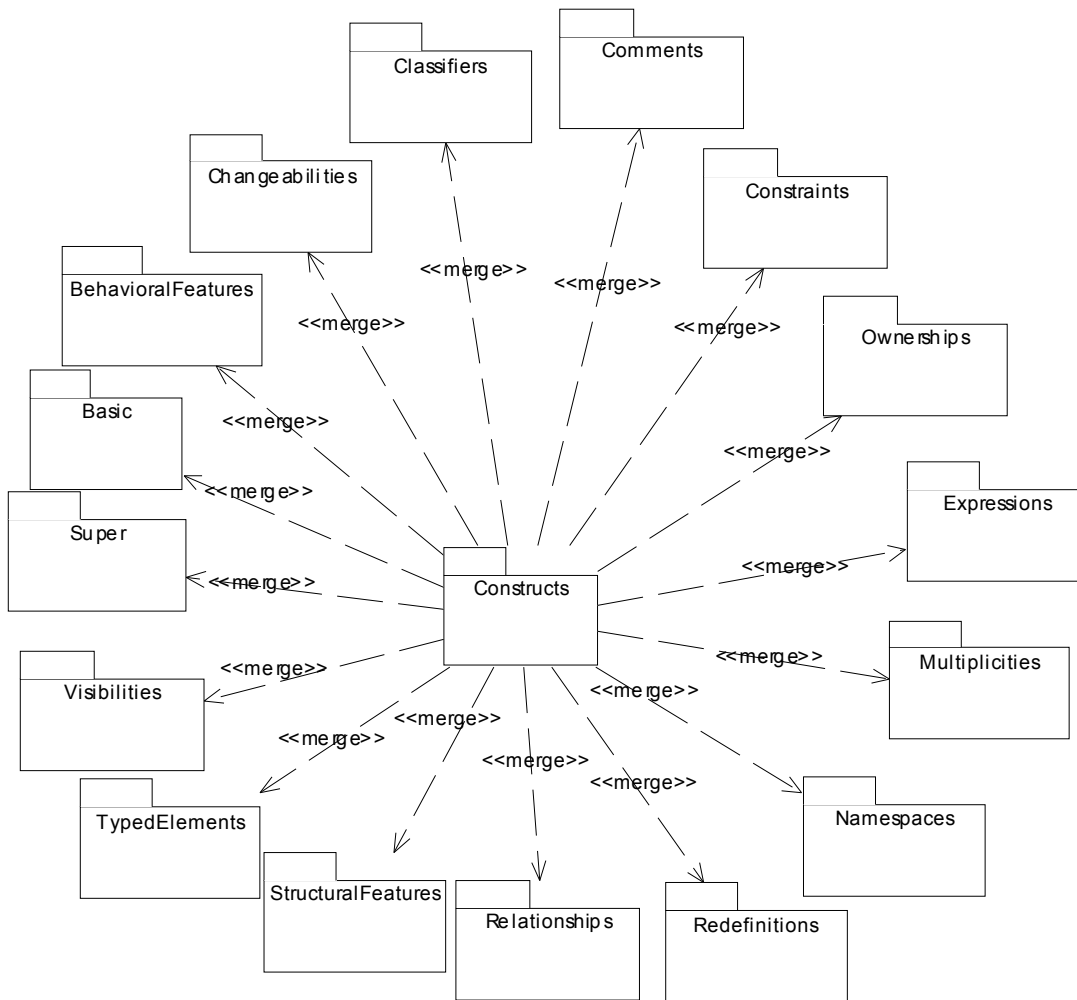 Comments
Classifiers
Changeabilities
Constraints
<<merge>>
<<merge>>
BehavioralFeatures
<<merge>>
<<merge>>
Ownerships
Basic
<<merge>>
<<merge>>
<<merge>>
Expressions
Super
<<merge>>
<<merge>>
Constructs
<<merge>>
<<merge>>
Multiplicities
Visibilities
<<merge>>
<<merge>>
<<merge>>
<<merge>>
<<merge>>
TypedElements
Namespaces
StructuralFeatures
Relationships
Redefinitions